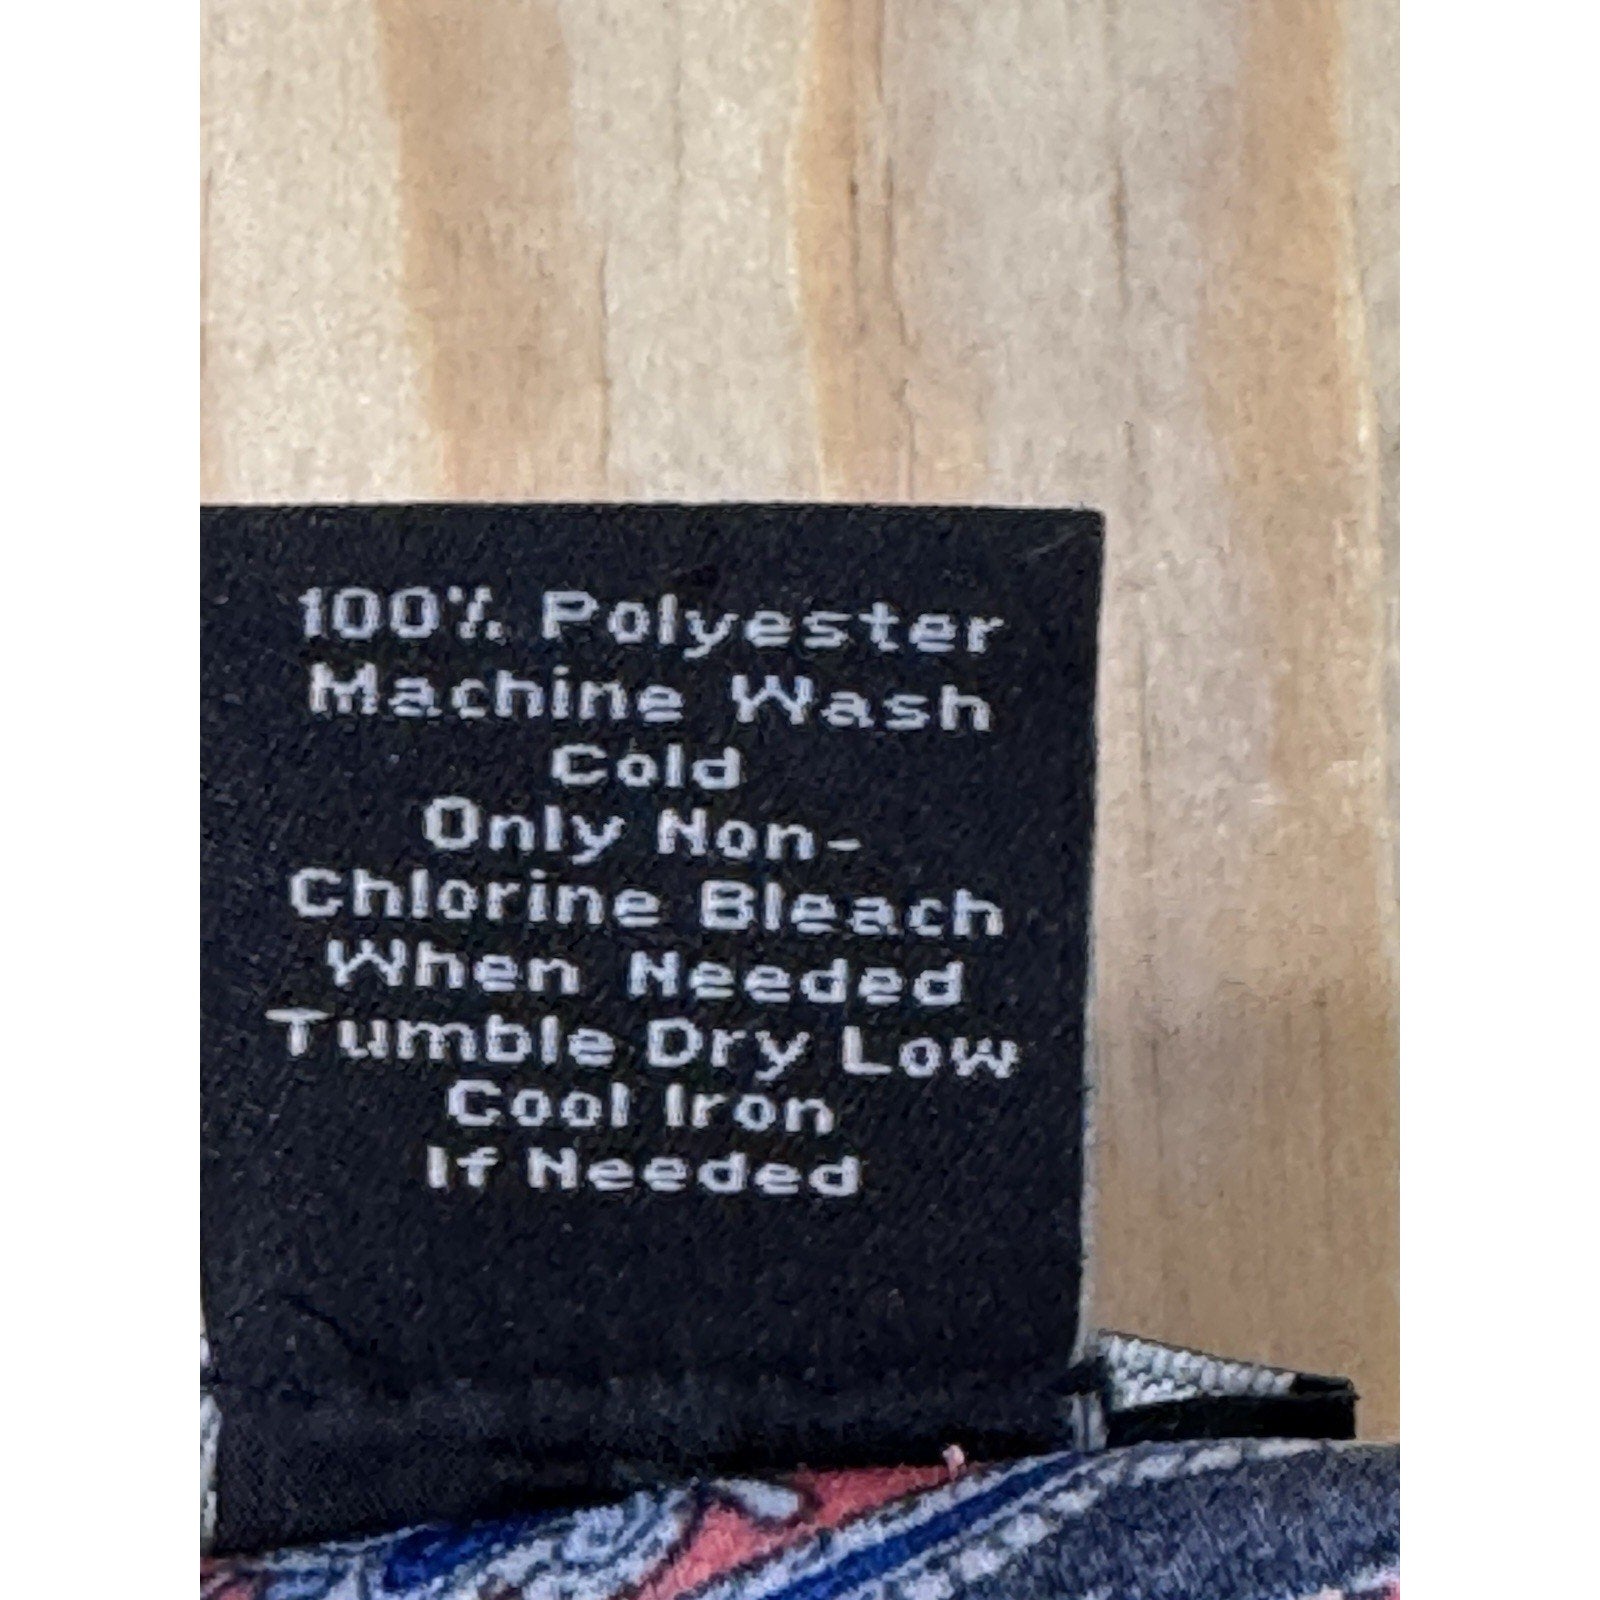 100% Polyester
Machine Wash
Cold
Only Non-
Chlorine Bleach
When Needed
Tumble Dry Low
Cool Iron
If Needed